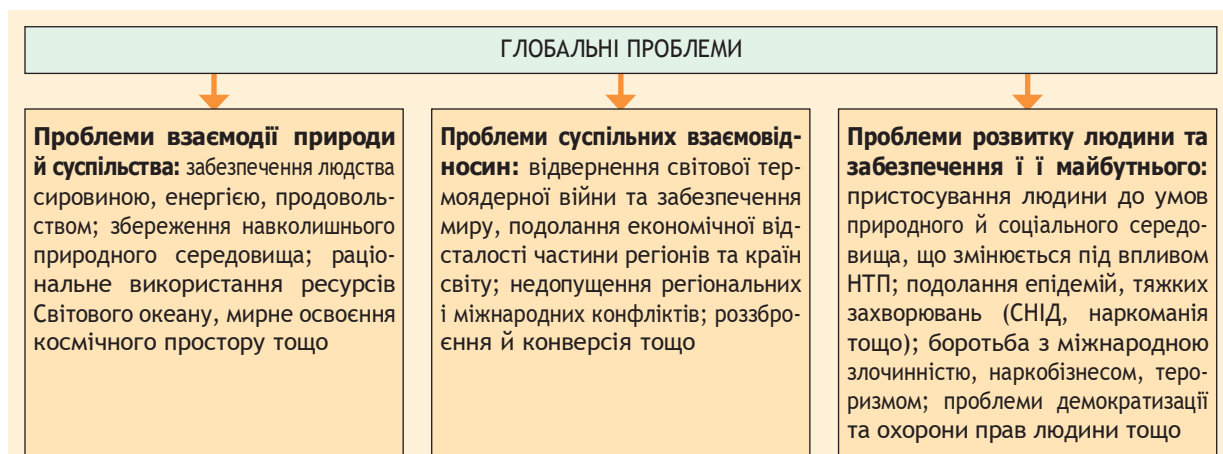 ГЛОБАЛЬНІ ПРОБЛЕМИ
Проблеми взаємодії природи
й суспільства: забезпечення людства
сировиною, енергією, продоволь-
ством; збереження навколишнього
природного середовища; раціо-
нальне використання ресурсів
Світового океану, мирне освоєння
космічного простору тощо
Проблеми суспільних взаємовід-
носин: відвернення світової тер-
моядерної війни та забезпечення
миру, подолання економічної від-
сталості частини регіонів та країн
світу; недопущення регіональних
і міжнародних конфліктів; роззбро-
єння й конверсія тощо
Проблеми розвитку людини та
забезпечення ї ї майбутнього:
пристосування людини до умов
природного й соціального середо-
вища, що змінюється під впливом
НТП; подолання епідемій, тяжких
захворювань (СНІД, наркоманія
тощо); боротьба з міжнародною
злочинністю, наркобізнесом, теро-
ризмом; проблеми демократизації
та охорони прав людини тощо